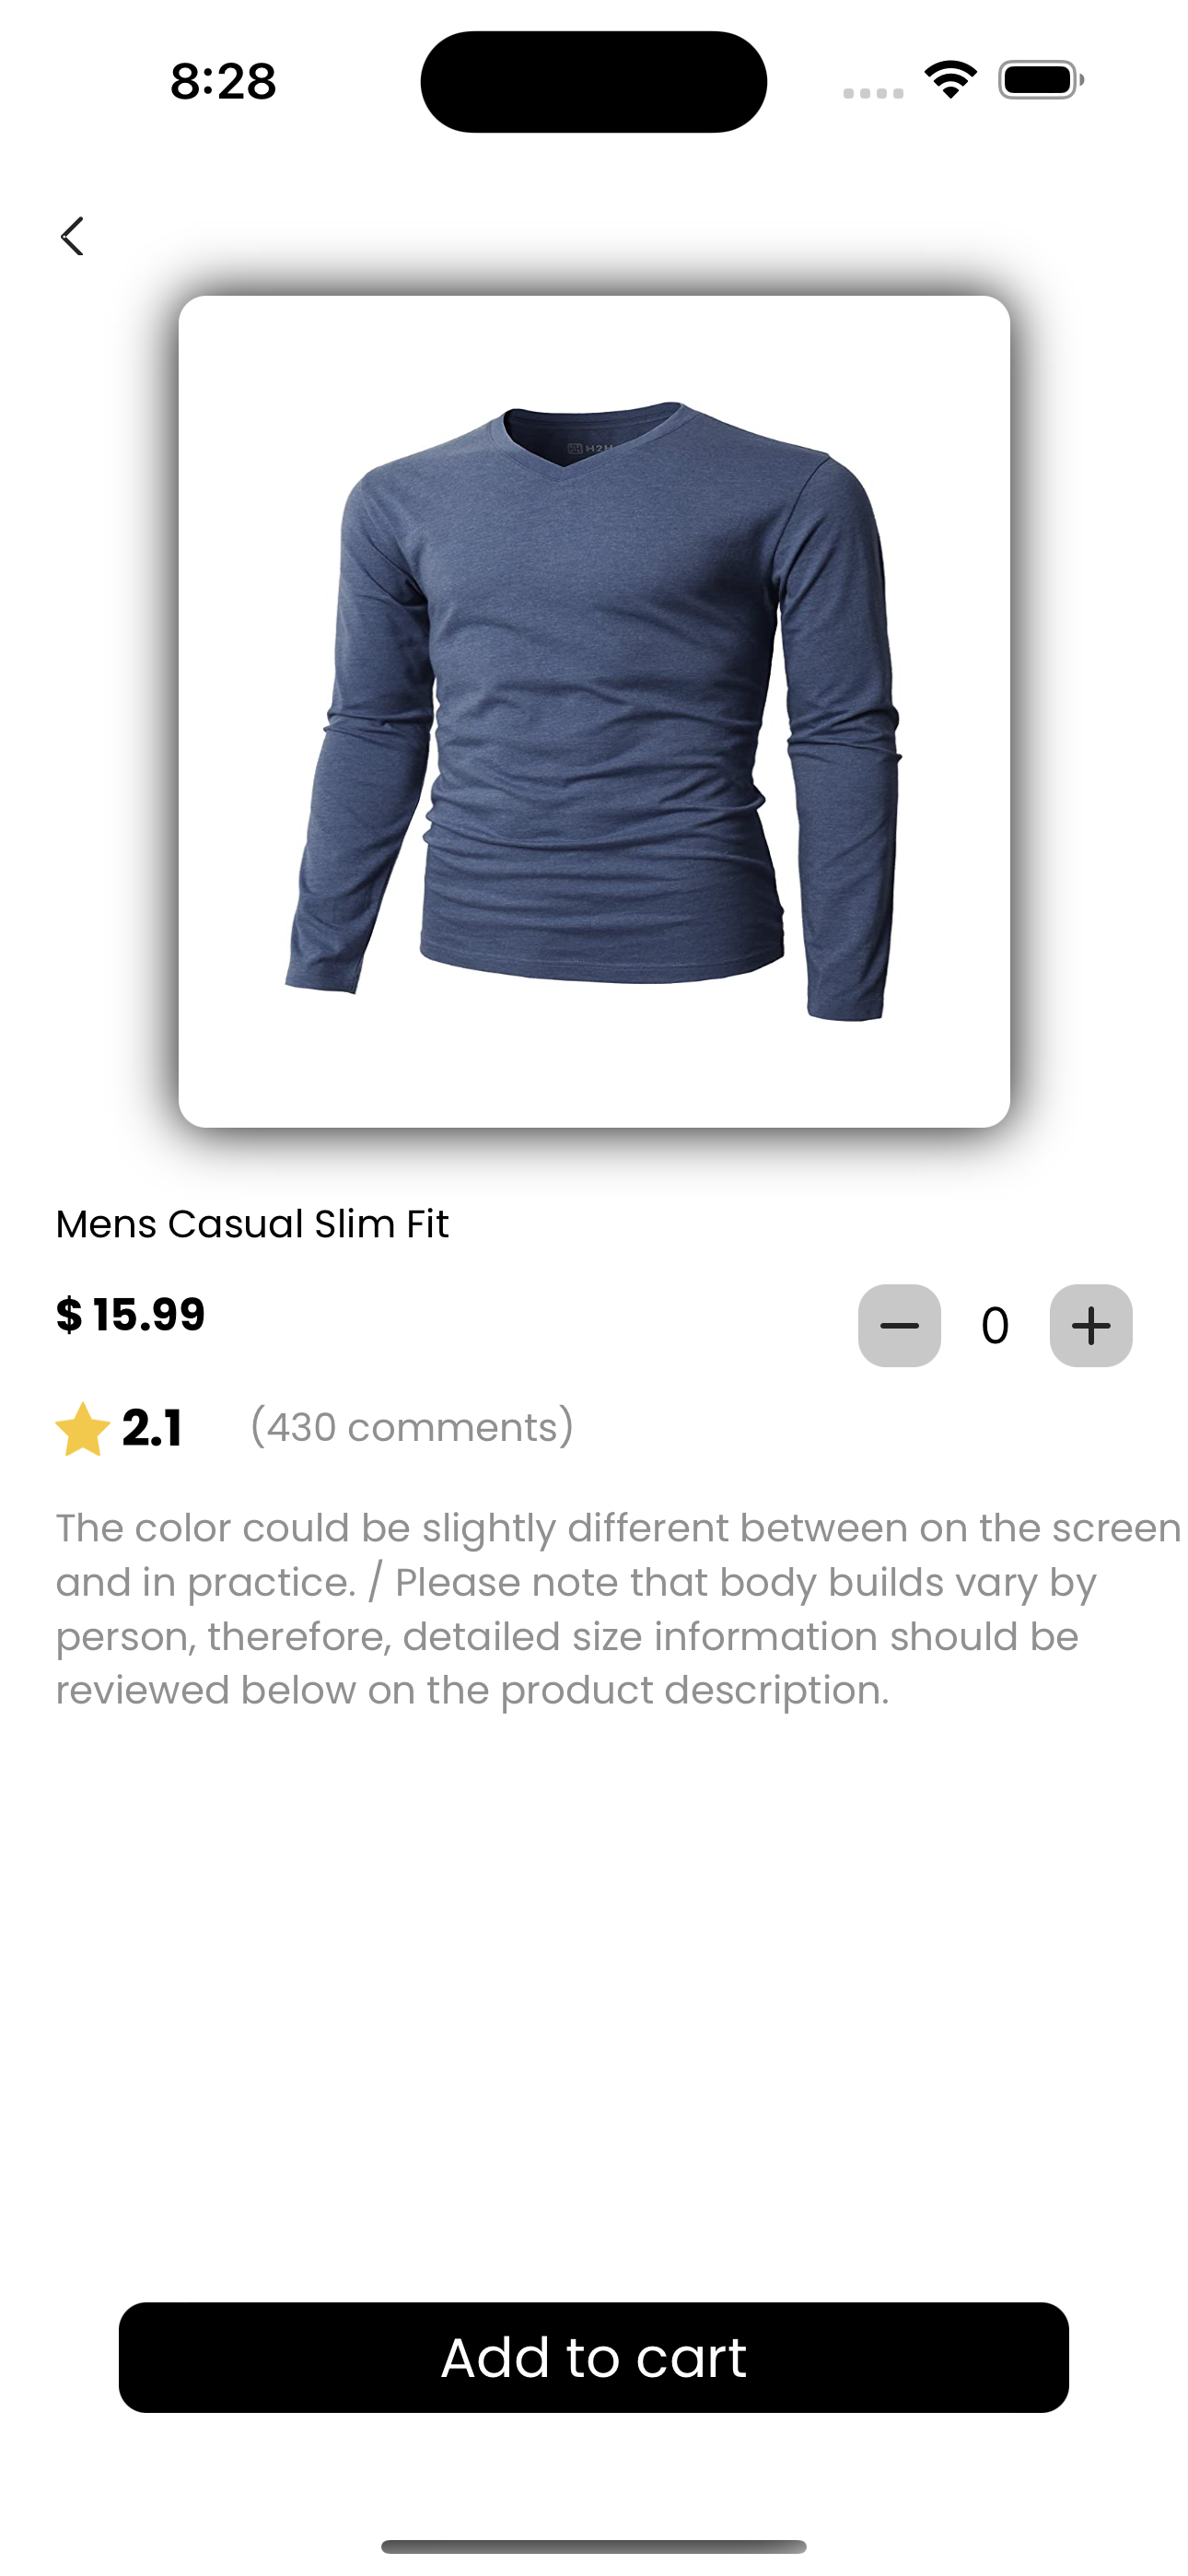 8:28
H2H
Mens Casual Slim Fit
$ 15.99
0
2.1 (430 comments)
The color could be slightly different between on the screen
and in practice. / Please note that body builds vary by
person, therefore, detailed size information should be
reviewed below on the product description.
Add to cart